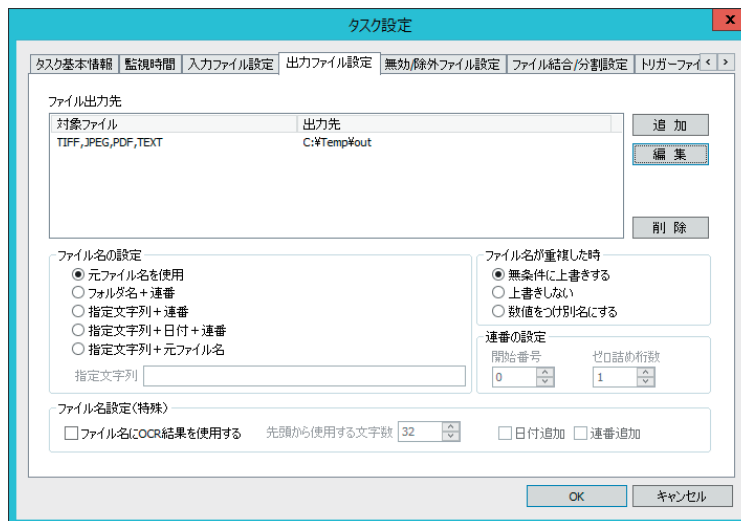 タスク設定
x
タスク基本情報 監視時間 入力ファイル設定 出力ファイル設定 無効/除外ファイル設定 ファイル結合/分割設定 トリガーファイ
ファイル出力先
対象ファイル 出力先
TIFF,JPEG,PDF,TEXT C:¥Temp¥out
追 加
編 集
削 除
ファイル名の設定
元ファイル名を使用
フォルダ名+連番
指定文字列+連番
指定文字列+日付+連番
指定文字列+元ファイル名
指定文字列
ファイル名が重複した時
無条件に上書きする
上書きしない
数値をつけ別名にする
連番の設定
開始番号 ゼロ詰め桁数
0 1
ファイル名設定(特殊)
ファイル名にOCR結果を使用する 先頭から使用する文字数 32 日付追加 連番追加
OK キャンセル